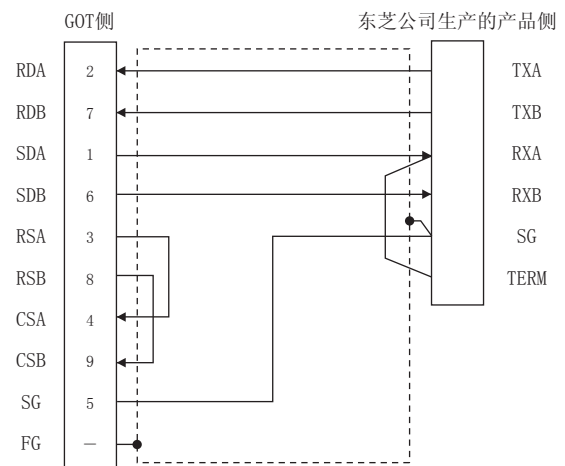 GOT侧 东芝公司生产的产品侧
RDA 2 TXA
RDB 7 TXB
SDA 1 RXA
SDB 6 RXB
RSA 3 SG
RSB 8 TERM
CSA 4
CSB 9
SG 5
FG —